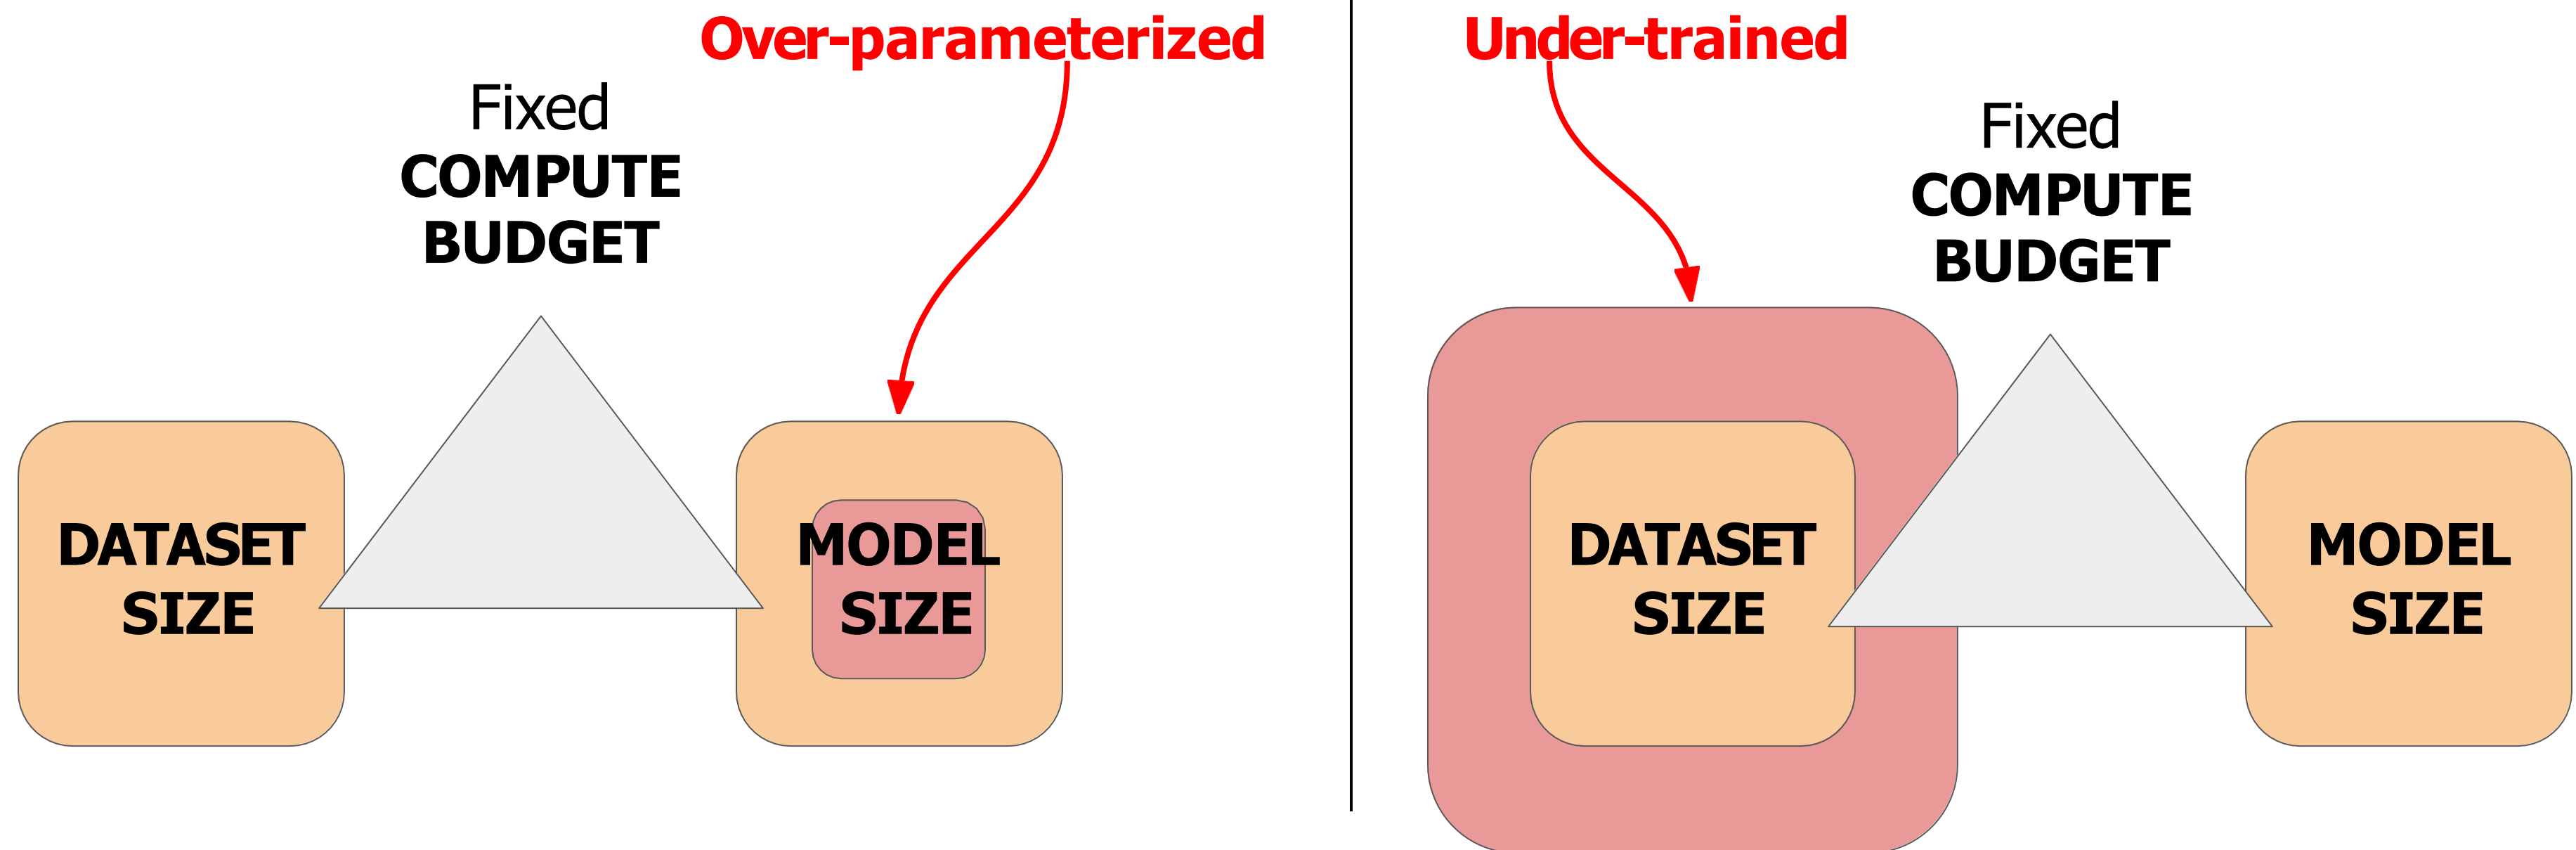 Over-parameterized
Fixed
COMPUTE
BUDGET
DATASET
SIZE
MODEL
SIZE
Under-trained
Fixed
COMPUTE
BUDGET
DATASET
SIZE
MODEL
SIZE